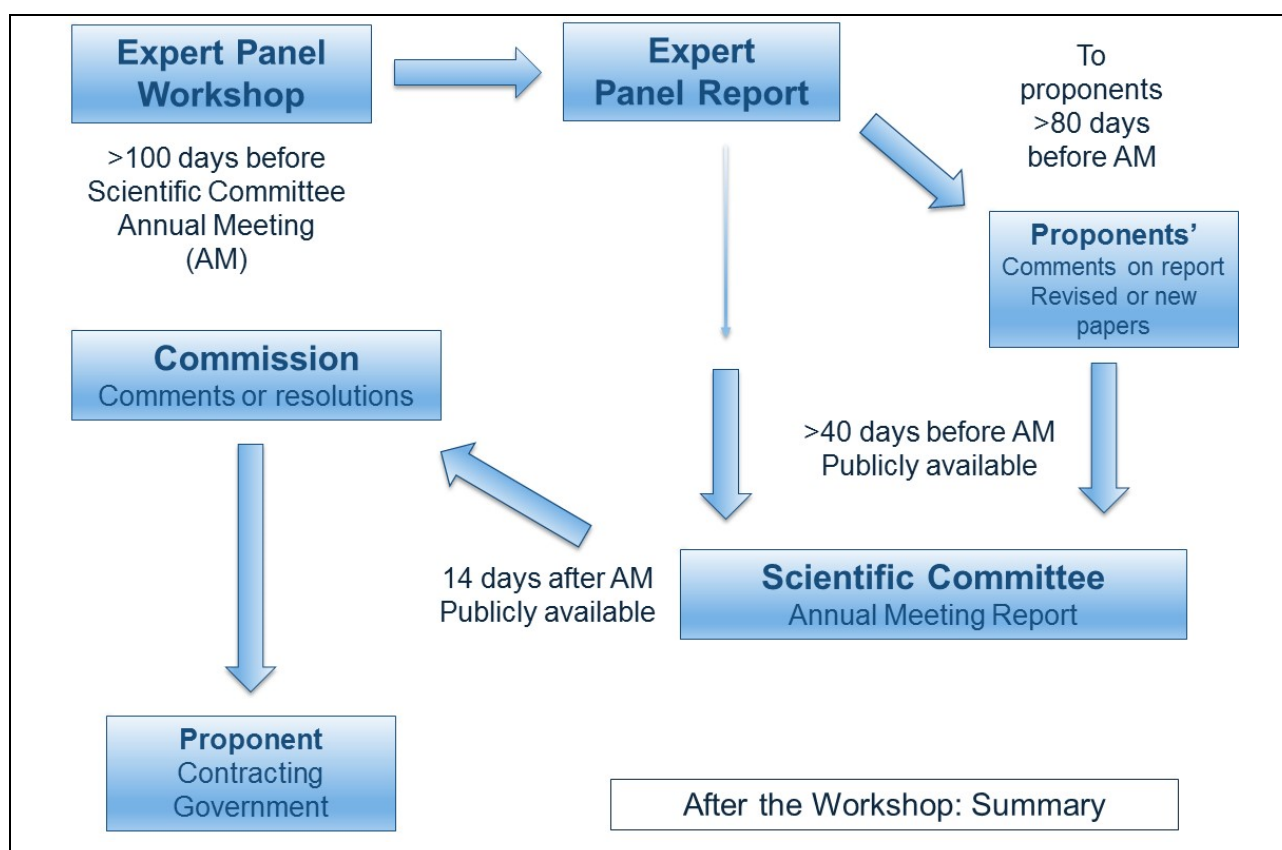 Expert Panel
Workshop
>100 days before
Scientific Committee
Annual Meeting
(AM)
Expert
Panel Report
To
proponents
>80 days
before AM
Proponents’
Comments on report
Revised or new
papers
>40 days before AM
Publicly available
Scientific Committee
Annual Meeting Report
14 days after AM
Publicly available
Commission
Comments or resolutions
Proponent
Contracting
Government
After the Workshop: Summary